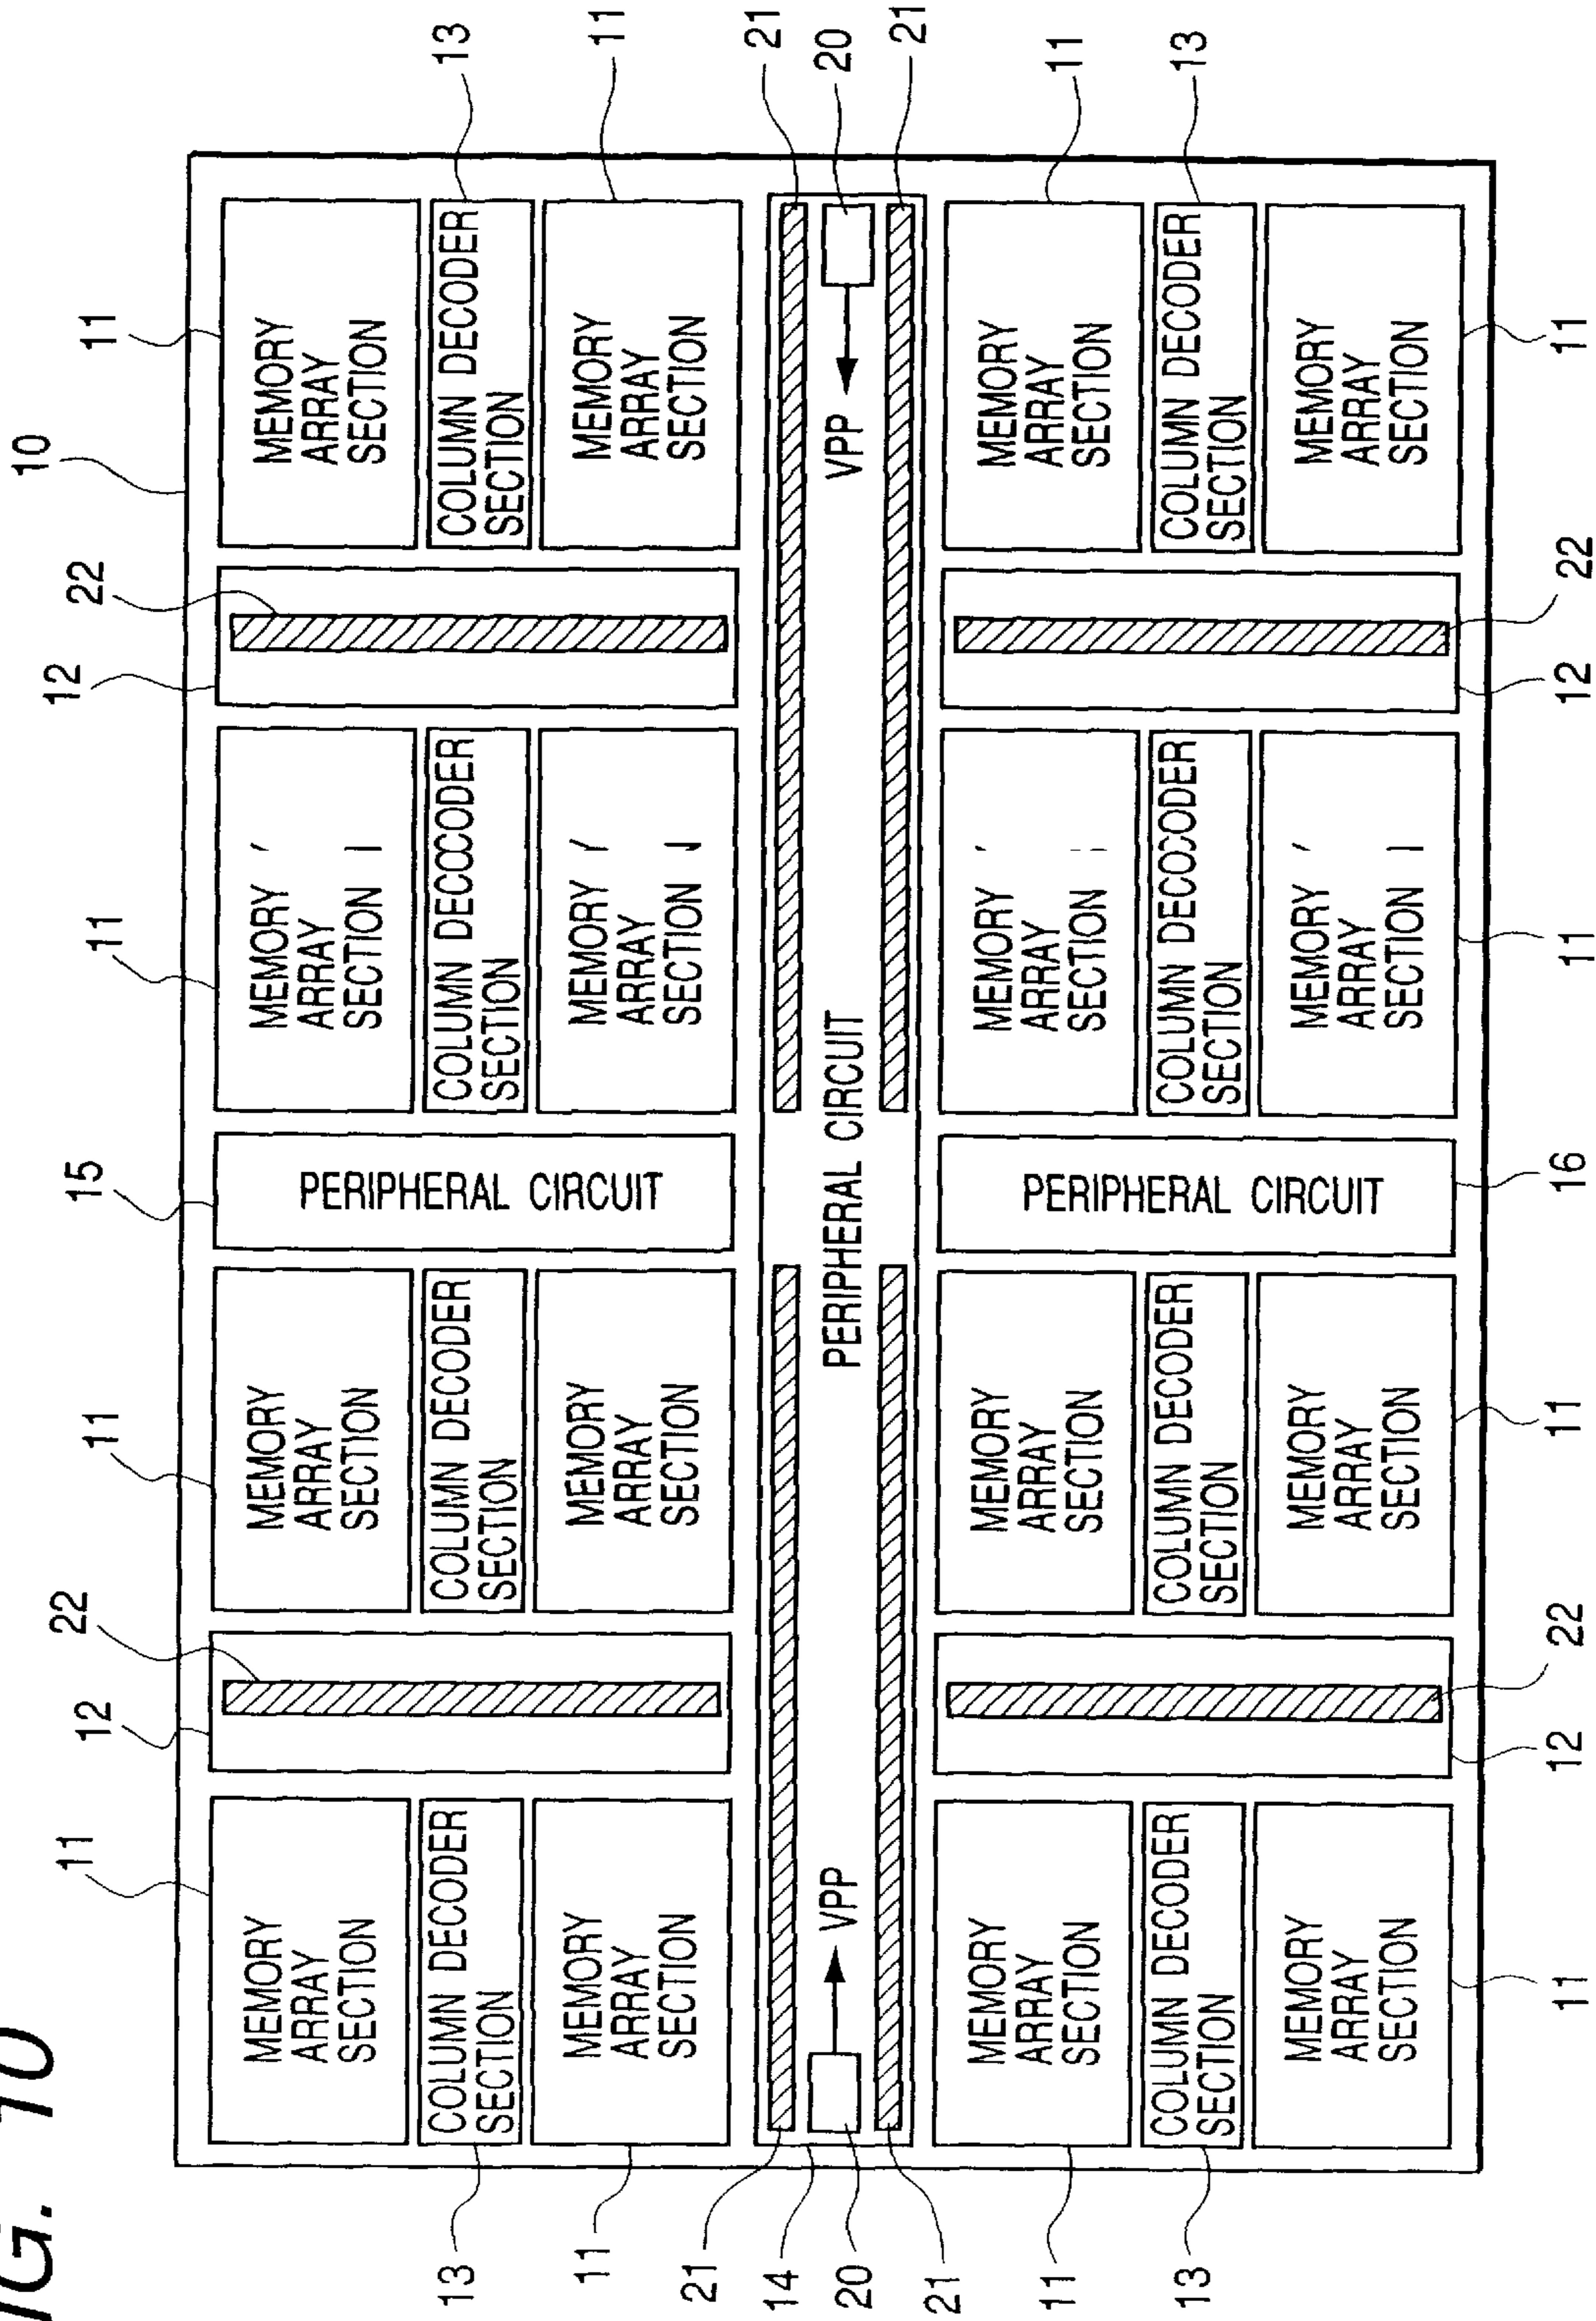 IG. 10
10
11
12
22
11
15
11
12
22
11
MEMORY
ARRAY
SECTION
MEMORY
ARRAY
SECTION
PERIPHERAL CIRCUIT
MEMORY
ARRAY
SECTION
MEMORY
ARRAY
SECTION
13
COLUMN DECODER
SECTION
COLUMN DECODER
SECTION
COLUMN DECOCODER
SECTION
COLUMN DECODER
SECTION
13
11
MEMORY
ARRAY
SECTION
MEMORY
ARRAY
SECTION
MEMORY
ARRAY
SECTION
MEMORY
ARRAY
SECTION
11
21
21
14
20
VPP
PERIPHERAL CIRCUIT
VPP
20
21
21
11
MEMORY
ARRAY
SECTION
MEMORY
ARRAY
SECTION
PERIPHERAL CIRCUIT
MEMORY
ARRAY
SECTION
MEMORY
ARRAY
SECTION
11
13
COLUMN DECODER
SECTION
COLUMN DECODER
SECTION
COLUMN DECOCODER
SECTION
COLUMN DECODER
SECTION
13
MEMORY
ARRAY
SECTION
MEMORY
ARRAY
SECTION
MEMORY
ARRAY
SECTION
MEMORY
ARRAY
SECTION
11
12
22
11
16
11
12
22
11